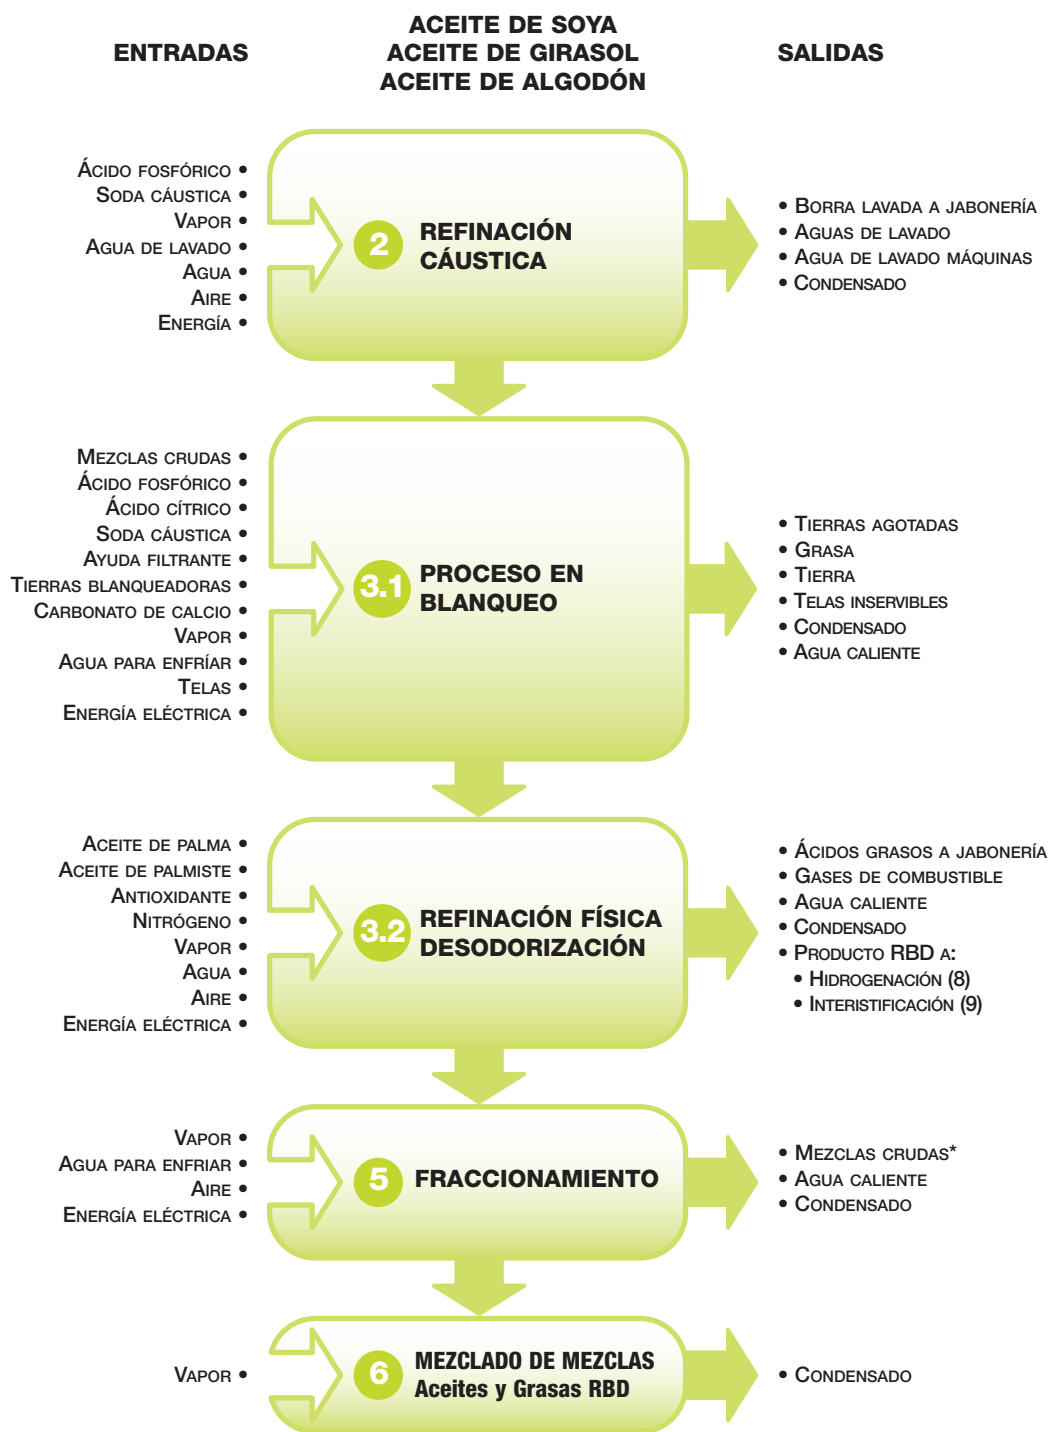 ENTRADAS
ACEITE DE SOYA
ACEITE DE GIRASOL
ACEITE DE ALGODÓN
SALIDAS
Ácido fosfórico •
Soda cáustica •
Vapor •
Agua de lavado •
Agua •
Aire •
Energía •
2
REFINACIÓN
CÁUSTICA
• Borra lavada a jabonería
• Aguas de lavado
• Agua de lavado máquinas
• Condensado
Mezclas crudas •
Ácido fosfórico •
Ácido cítrico •
Soda cáustica •
Ayuda filtrante •
Tierras blanqueadoras •
Carbonato de calcio •
Vapor •
Agua para enfríar •
Telas •
Energía eléctrica •
3.1
PROCESO EN
BLANQUEO
• Tierras agotadas
• Grasa
• Tierra
• Telas inservibles
• Condensado
• Agua caliente
Aceite de palma •
Aceite de palmiste •
Antioxidante •
Nitrógeno •
Vapor •
Agua •
Aire •
Energía eléctrica •
3.2
REFINACIÓN FÍSICA
DESODORIZACIÓN
• Ácidos grasos a jabonería
• Gases de combustible
• Agua caliente
• Condensado
• Producto RBD a:
• Hidrogenación (8)
• Interistificación (9)
Vapor •
Agua para enfriar •
Aire •
Energía eléctrica •
5
FRACCIONAMIENTO
• Mezclas crudas*
• Agua caliente
• Condensado
Vapor •
6
MEZCLADO DE MEZCLAS
Aceites y Grasas RBD
• Condensado